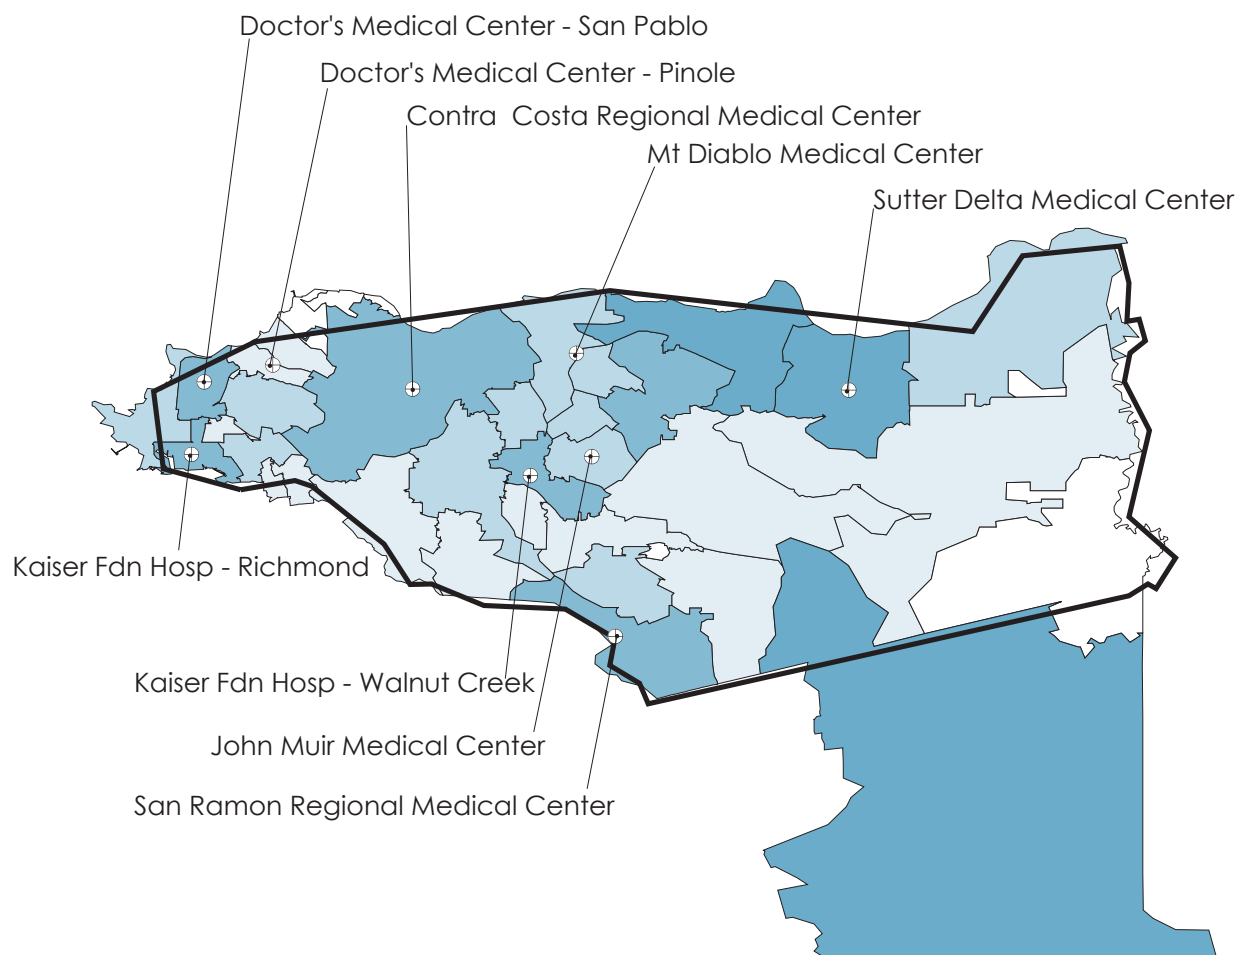 Doctor's Medical Center - San Pablo
Doctor's Medical Center - Pinole
Contra Costa Regional Medical Center
Mt Diablo Medical Center
Sutter Delta Medical Center
Kaiser Fdn Hosp - Richmond
Kaiser Fdn Hosp - Walnut Creek
John Muir Medical Center
San Ramon Regional Medical Center